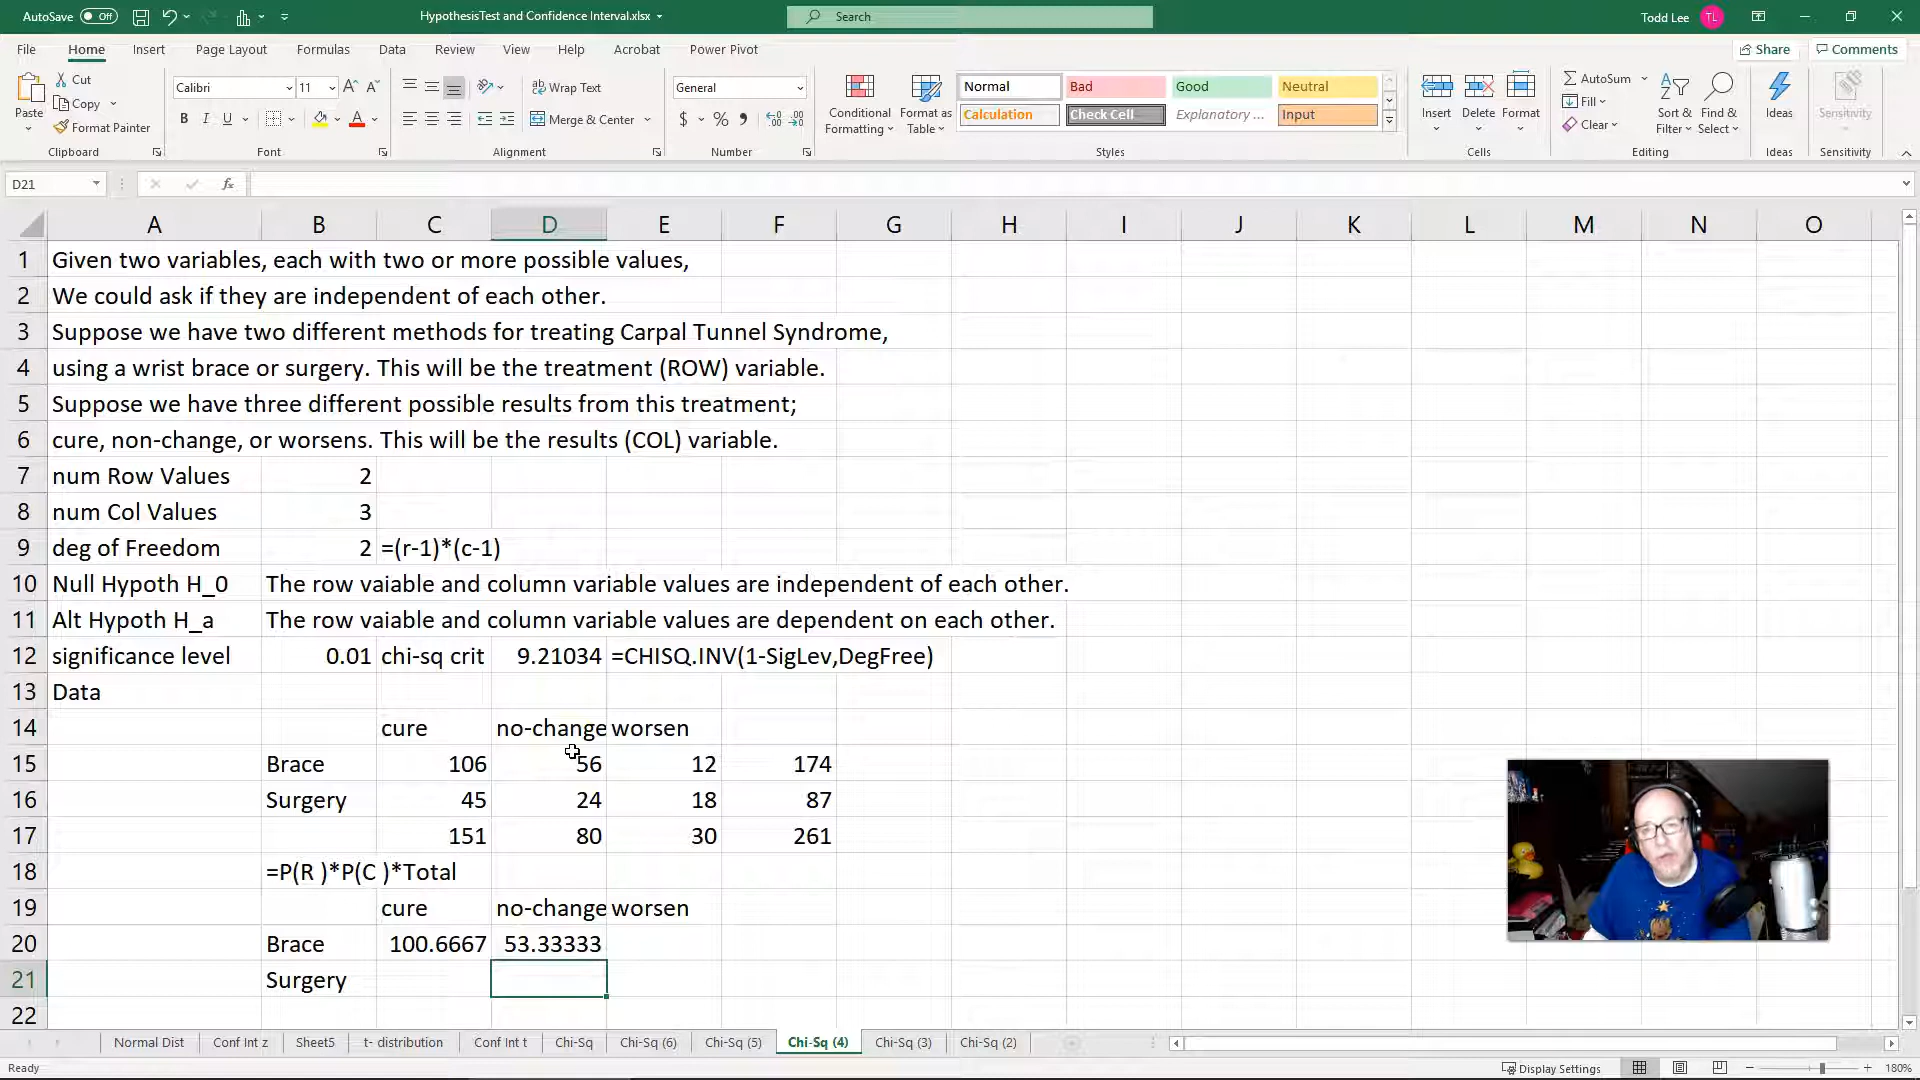 AutoSave Off
HypothesisTest and Confidence Interval.xlsx
Search
Todd Lee TL
File Home Insert Page Layout Formulas Data Review View Help Acrobat Power Pivot
Share Comments
Paste
Cut
Copy
Format Painter
Clipboard
Calibri 11
B I U
Font
Wrap Text
Merge & Center
Alignment
General
$ % ,
Number
Conditional Formatting
Format as Table
Normal Bad Good Neutral
Calculation Check Cell Explanatory ... Input
Styles
Insert Delete Format
Cells
AutoSum
Fill
Clear
Sort & Filter
Find & Select
Editing
Ideas
Ideas
Sensitivity
Sensitivity
D21 fx
A B C D E F G H I J K L M N O
1 Given two variables, each with two or more possible values,
2 We could ask if they are independent of each other.
3 Suppose we have two different methods for treating Carpal Tunnel Syndrome,
4 using a wrist brace or surgery. This will be the treatment (ROW) variable.
5 Suppose we have three different possible results from this treatment;
6 cure, non-change, or worsens. This will be the results (COL) variable.
7 num Row Values 2
8 num Col Values 3
9 deg of Freedom 2 =(r-1)*(c-1)
10 Null Hypoth H_0 The row vaiable and column variable values are independent of each other.
11 Alt Hypoth H_a The row vaiable and column variable values are dependent on each other.
12 significance level 0.01 chi-sq crit 9.21034 =CHISQ.INV(1-SigLev,DegFree)
13 Data
14 cure no-change worsen
15 Brace 106 56 12 174
16 Surgery 45 24 18 87
17 151 80 30 261
18 =P(R )*P(C )*Total
19 cure no-change worsen
20 Brace 100.6667 53.33333
21 Surgery
22
Normal Dist Conf Int z Sheet5 t- distribution Conf Int t Chi-Sq Chi-Sq (6) Chi-Sq (5) Chi-Sq (4) Chi-Sq (3) Chi-Sq (2)
Ready
Display Settings
180%